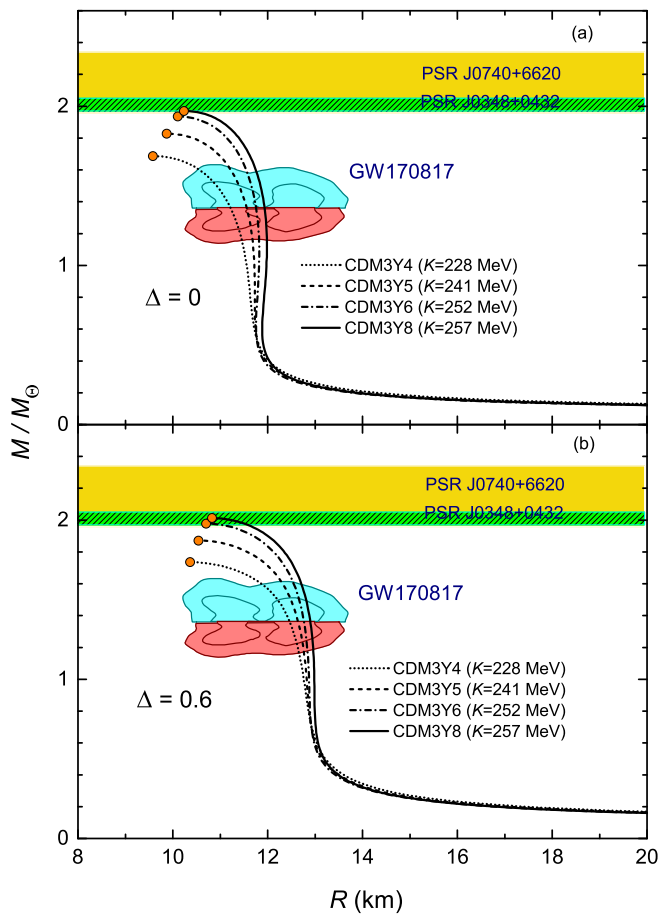 (a)
PSR J0740+6620
PSR J0348+0432
GW170817
CDM3Y4 (K=228 MeV)
CDM3Y5 (K=241 MeV)
CDM3Y6 (K=252 MeV)
CDM3Y8 (K=257 MeV)
Δ = 0
2
1
0
M / M_Θ
(b)
PSR J0740+6620
PSR J0348+0432
GW170817
CDM3Y4 (K=228 MeV)
CDM3Y5 (K=241 MeV)
CDM3Y6 (K=252 MeV)
CDM3Y8 (K=257 MeV)
Δ = 0.6
2
1
0
8 10 12 14 16 18 20
R (km)